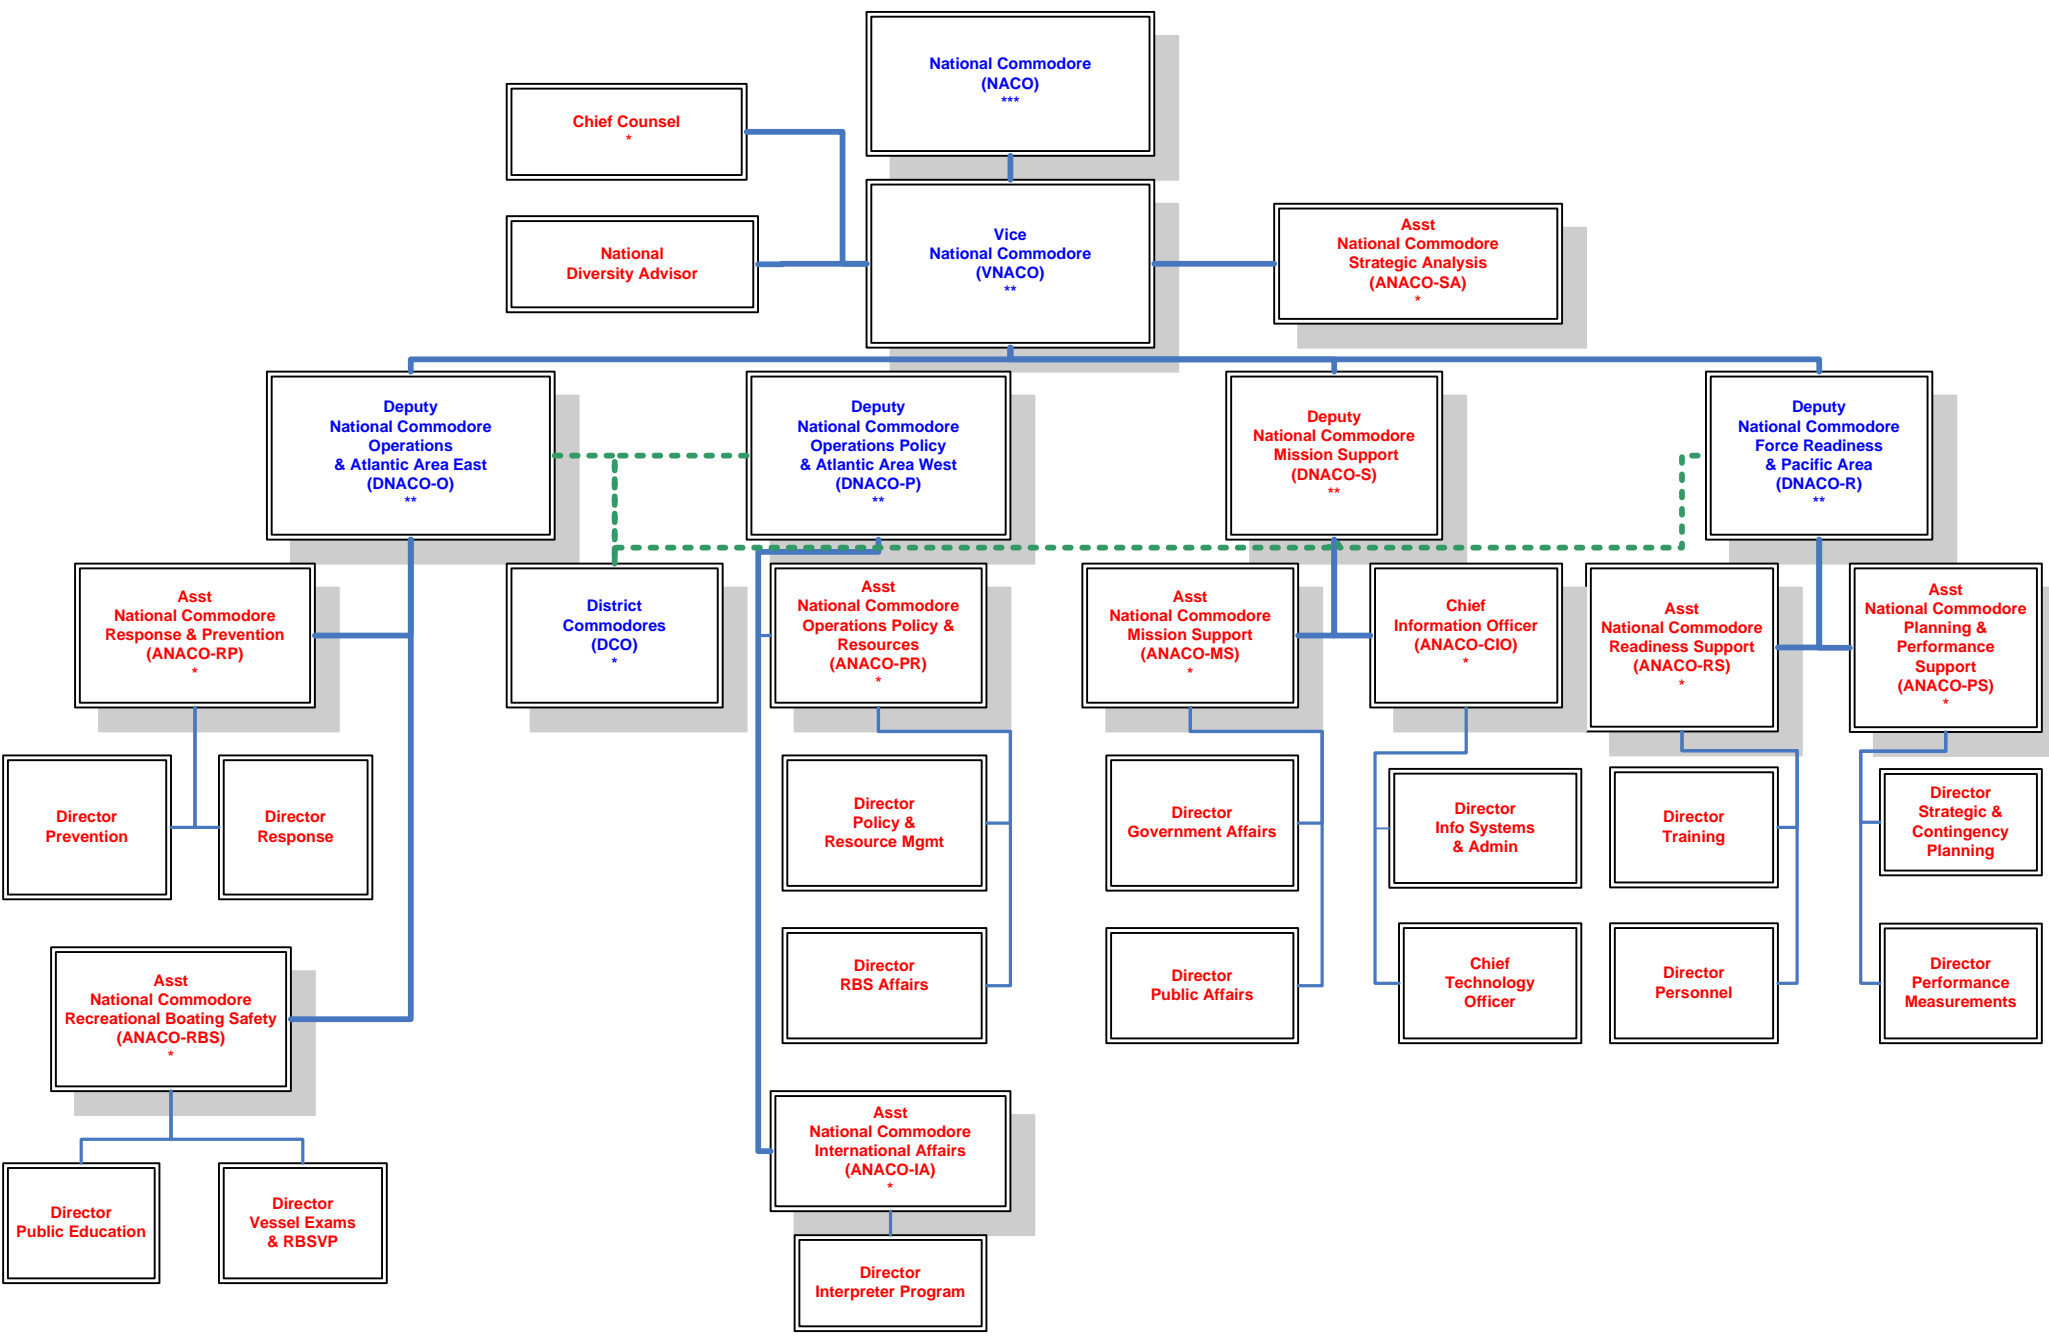 National Commodore
(NACO)
***
Chief Counsel
*
National
Diversity Advisor
Vice
National Commodore
(VNACO)
**
Asst
National Commodore
Strategic Analysis
(ANACO-SA)
*
Deputy
National Commodore
Operations
& Atlantic Area East
(DNACO-O)
**
Deputy
National Commodore
Operations Policy
& Atlantic Area West
(DNACO-P)
**
Deputy
National Commodore
Mission Support
(DNACO-S)
**
Deputy
National Commodore
Force Readiness
& Pacific Area
(DNACO-R)
**
Asst
National Commodore
Response & Prevention
(ANACO-RP)
*
District
Commodores
(DCO)
*
Asst
National Commodore
Operations Policy &
Resources
(ANACO-PR)
*
Asst
National Commodore
Mission Support
(ANACO-MS)
*
Chief
Information Officer
(ANACO-CIO)
*
Asst
National Commodore
Readiness Support
(ANACO-RS)
*
Asst
National Commodore
Planning &
Performance
Support
(ANACO-PS)
*
Director
Prevention
Director
Response
Director
Policy &
Resource Mgmt
Director
Government Affairs
Director
Info Systems
& Admin
Director
Training
Director
Strategic &
Contingency
Planning
Asst
National Commodore
Recreational Boating Safety
(ANACO-RBS)
*
Director
RBS Affairs
Director
Public Affairs
Chief
Technology
Officer
Director
Personnel
Director
Performance
Measurements
Asst
National Commodore
International Affairs
(ANACO-IA)
*
Director
Public Education
Director
Vessel Exams
& RBSVP
Director
Interpreter Program